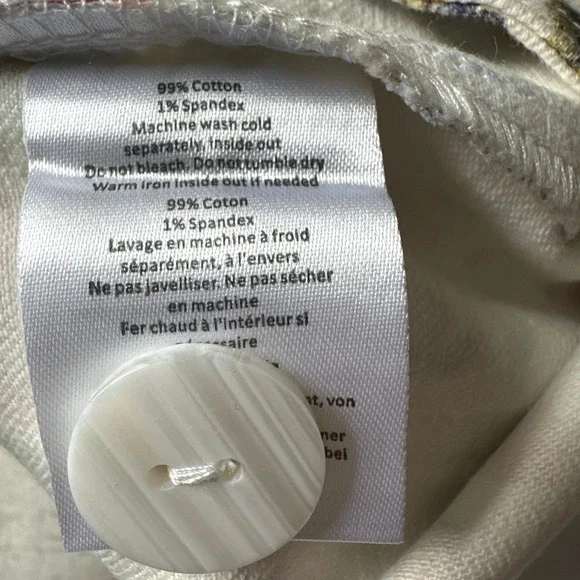 99% Cotton
1% Spandex
Machine wash cold
separately, inside out
Do not bleach. Do not tumble dry
Warm iron inside out if needed
99% Coton
1% Spandex
Lavage en machine à froid
séparément, à l'envers
Ne pas javelliser. Ne pas sécher
en machine
Fer chaud à l'intérieur si
, von